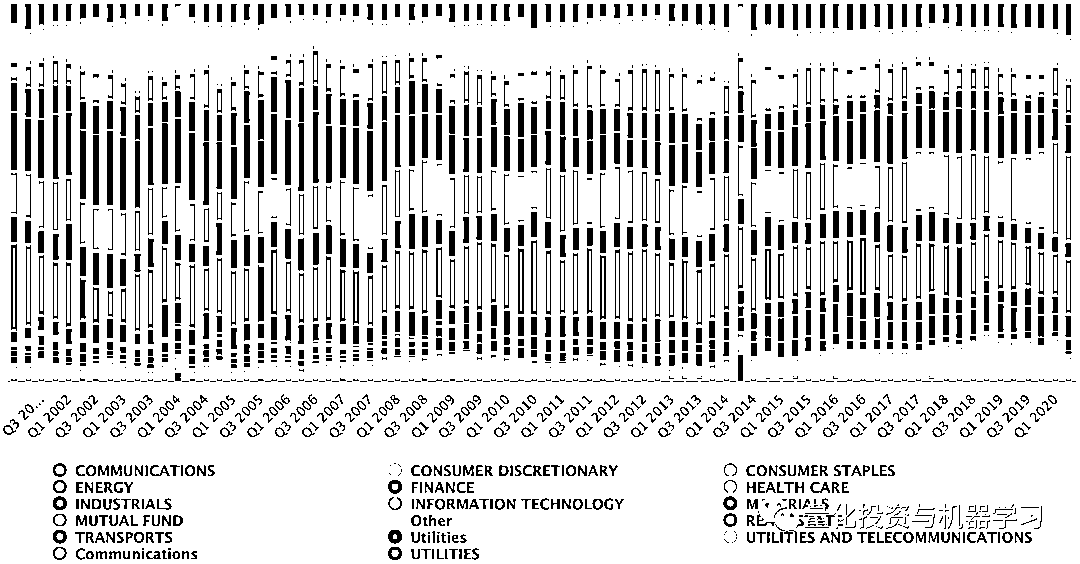 Q3 20... Q1 2002 Q3 2002 Q1 2003 Q3 2003 Q1 2004 Q3 2004 Q1 2005 Q3 2005 Q1 2006 Q3 2006 Q1 2007 Q3 2007 Q1 2008 Q3 2008 Q1 2009 Q3 2009 Q1 2010 Q3 2010 Q1 2011 Q3 2011 Q1 2012 Q3 2012 Q1 2013 Q3 2013 Q1 2014 Q3 2014 Q1 2015 Q3 2015 Q1 2016 Q3 2016 Q1 2017 Q3 2017 Q1 2018 Q3 2018 Q1 2019 Q3 2019 Q1 2020
COMMUNICATIONS CONSUMER DISCRETIONARY CONSUMER STAPLES
ENERGY FINANCE HEALTH CARE
INDUSTRIALS INFORMATION TECHNOLOGY
MUTUAL FUND Other
TRANSPORTS Utilities UTILITIES AND TELECOMMUNICATIONS
Communications UTILITIES
量化投资与机器学习